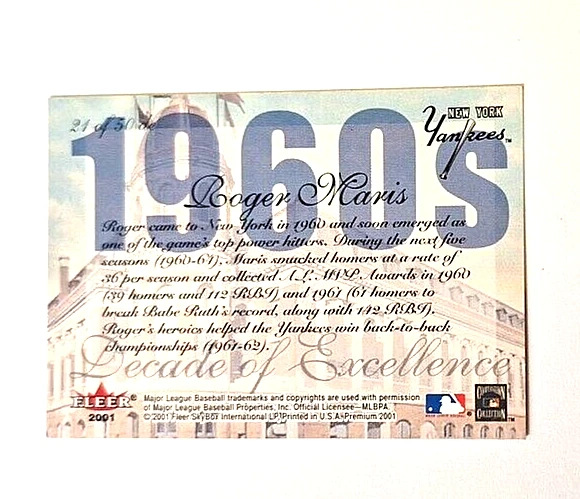 21 of 50 de
NEW YORK
Yankees™
1960s
Roger Maris
Roger came to New York in 1960 and soon emerged as
one of the game's top power hitters. During the next five
seasons (1960-64), Maris smacked homers at a rate of
36 per season and collected A.L. MVP Awards in 1960
(39 homers and 112 RBI) and 1961 (61 homers to
break Babe Ruth's record, along with 142 RBI).
Roger's heroics helped the Yankees win back-to-back
championships (1961-62).
Decade of Excellence
FLEER®
2001
Major League Baseball trademarks and copyrights are used with permission
of Major League Baseball Properties, Inc. Official Licensee—MLBPA.
© 2001 Fleer SkyBox International LP/Printed in U.S.A-Premium 2001
COOPERSTOWN
COLLECTION